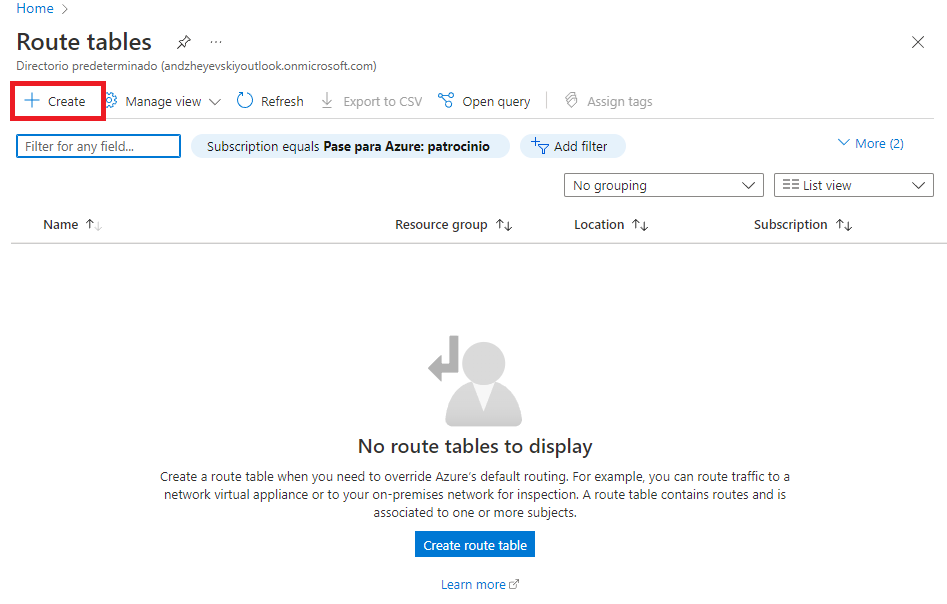 Home
Route tables
Directorio predeterminado (andzheyevskiyoutlook.onmicrosoft.com)
Create Manage view Refresh Export to CSV Open query Assign tags
Filter for any field... Subscription equals Pase para Azure: patrocinio Add filter More (2)
No grouping List view
Name Resource group Location Subscription
No route tables to display
Create a route table when you need to override Azure's default routing. For example, you can route traffic to a
network virtual appliance or to your on-premises network for inspection. A route table contains routes and is
associated to one or more subjects.
Create route table
Learn more